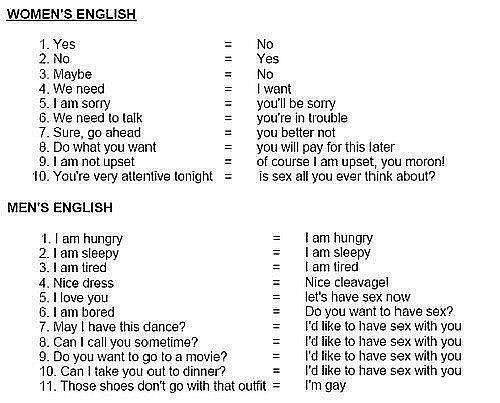 WOMEN'S ENGLISH
1. Yes = No
2. No = Yes
3. Maybe = No
4. We need = I want
5. I am sorry = you'll be sorry
6. We need to talk = you're in trouble
7. Sure, go ahead = you better not
8. Do what you want = you will pay for this later
9. I am not upset = of course I am upset, you moron!
10. You're very attentive tonight = is sex all you ever think about?
MEN'S ENGLISH
1. I am hungry = I am hungry
2. I am sleepy = I am sleepy
3. I am tired = I am tired
4. Nice dress = Nice cleavage!
5. I love you = let's have sex now
6. I am bored = Do you want to have sex?
7. May I have this dance? = I'd like to have sex with you
8. Can I call you sometime? = I'd like to have sex with you
9. Do you want to go to a movie? = I'd like to have sex with you
10. Can I take you out to dinner? = I'd like to have sex with you
11. Those shoes don't go with that outfit = I'm gay